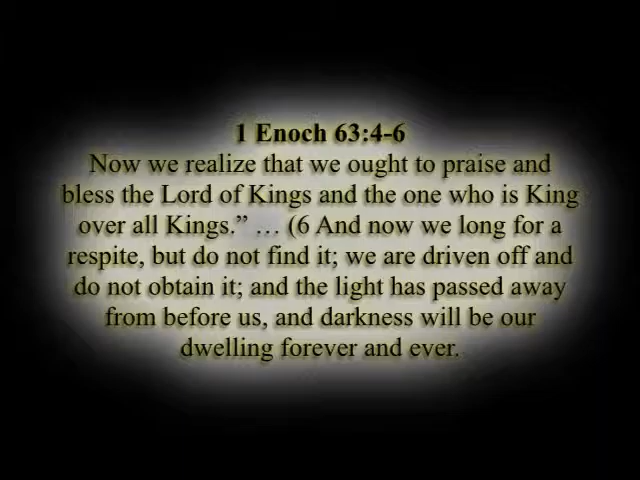 1 Enoch 63:4-6
Now we realize that we ought to praise and
bless the Lord of Kings and the one who is King
over all Kings.” … (6 And now we long for a
respite, but do not find it; we are driven off and
do not obtain it; and the light has passed away
from before us, and darkness will be our
dwelling forever and ever.